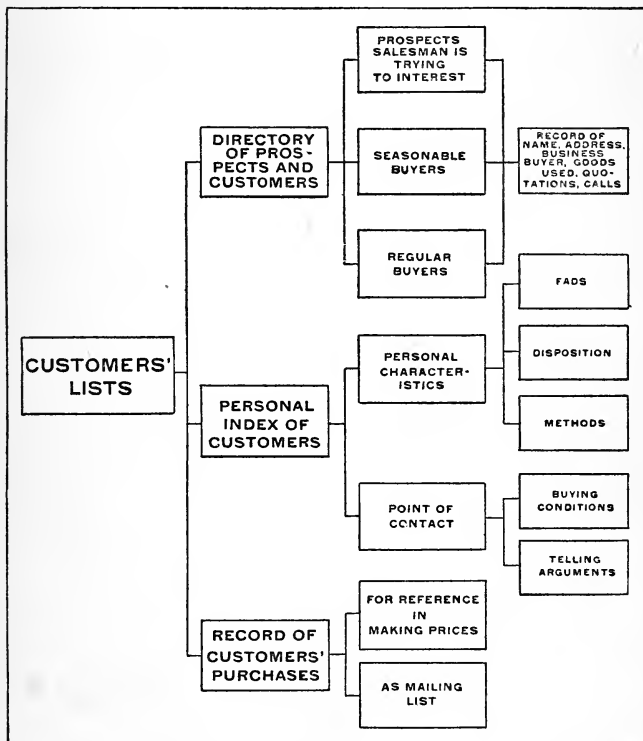 CUSTOMERS'
LISTS
DIRECTORY
OF PROS-
PECTS AND
CUSTOMERS
PROSPECTS
SALESMAN IS
TRYING
TO INTEREST
SEASONABLE
BUYERS
REGULAR
BUYERS
RECORD OF
NAME, ADDRESS,
BUSINESS
BUYER, GOODS
USED, QUO-
TATIONS, CALLS
PERSONAL
INDEX OF
CUSTOMERS
PERSONAL
CHARACTER-
ISTICS
FADS
DISPOSITION
METHODS
POINT OF
CONTACT
BUYING
CONDITIONS
TELLING
ARGUMENTS
RECORD OF
CUSTOMERS'
PURCHASES
FOR REFERENCE
IN
MAKING PRICES
AS MAILING
LIST